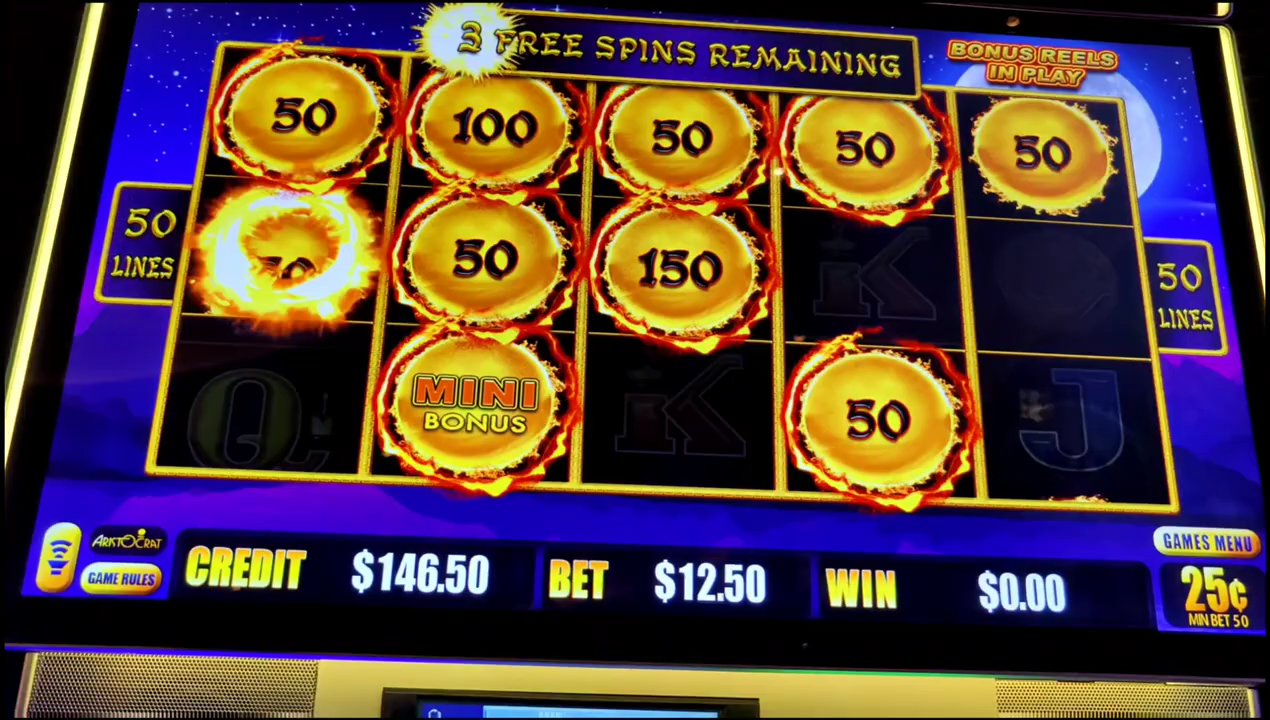 3 FREE SPINS REMAINING
BONUS REELS
IN PLAY
50
100
50
50
50
50
LINES
50
150
K
50
LINES
Q
MINI
BONUS
K
50
J
ARISTOCRAT
GAME RULES
CREDIT $146.50 BET $12.50 WIN $0.00
GAMES MENU
25¢
MIN BET 50